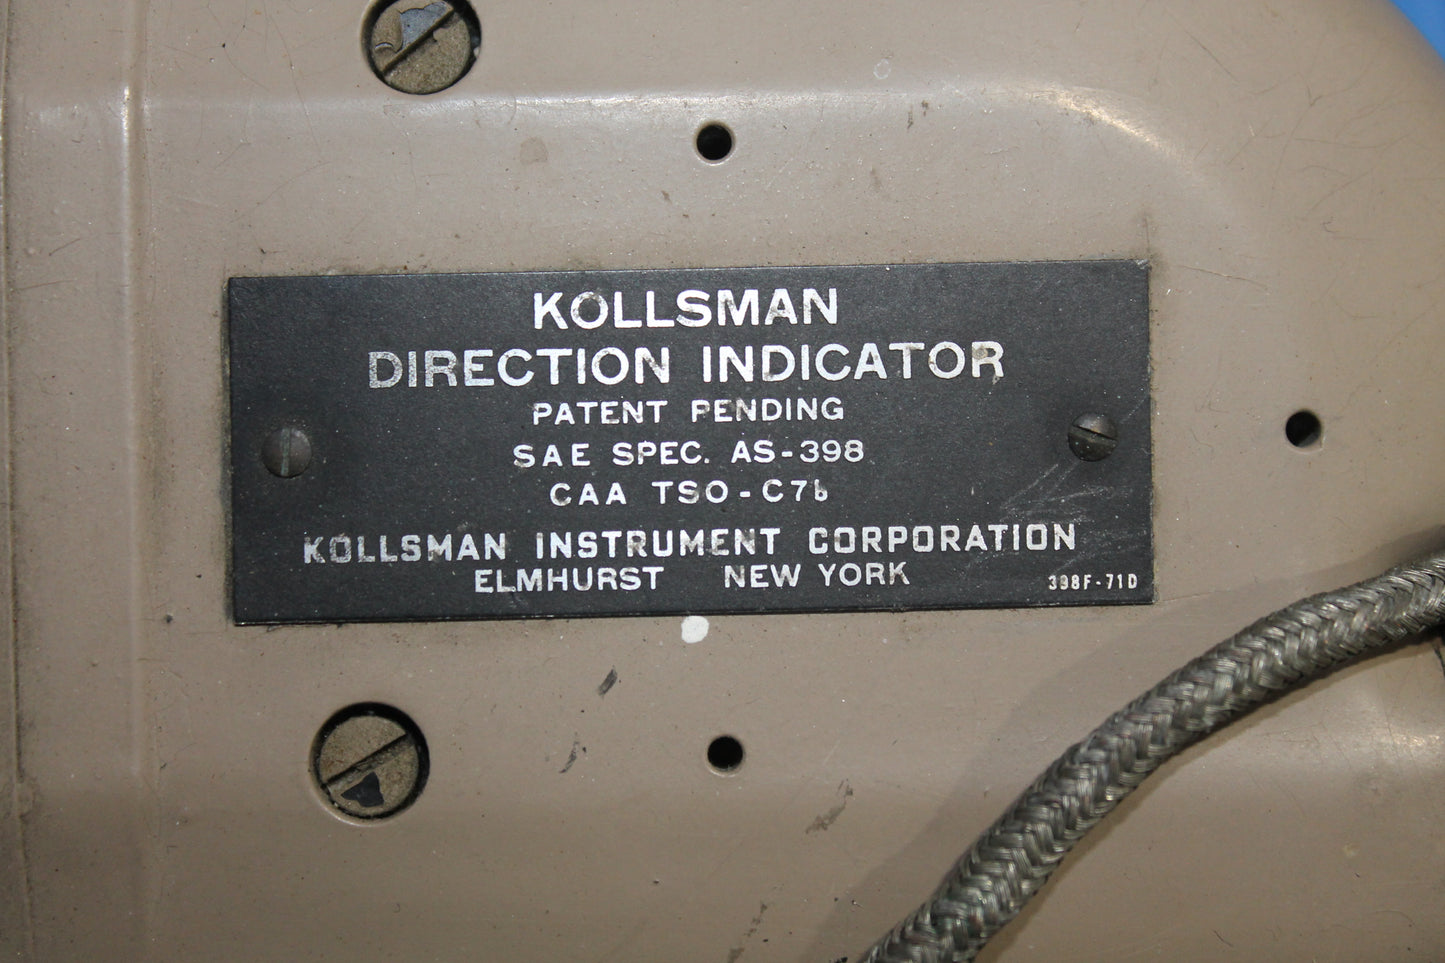 KOLLSMAN
DIRECTION INDICATOR
PATENT PENDING
SAE SPEC. AS-398
CAA TSO-C7b
KOLLSMAN INSTRUMENT CORPORATION
ELMHURST NEW YORK
398F-71D